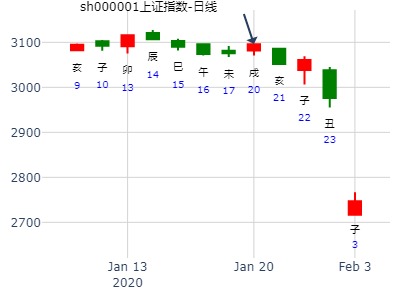 sh000001上证指数-日线
3100
3000
2900
2800
2700
亥
9
子
10
卯
13
辰
14
巳
15
午
16
未
17
戌
20
亥
21
子
22
丑
23
子
3
Jan 13
2020
Jan 20
Feb 3